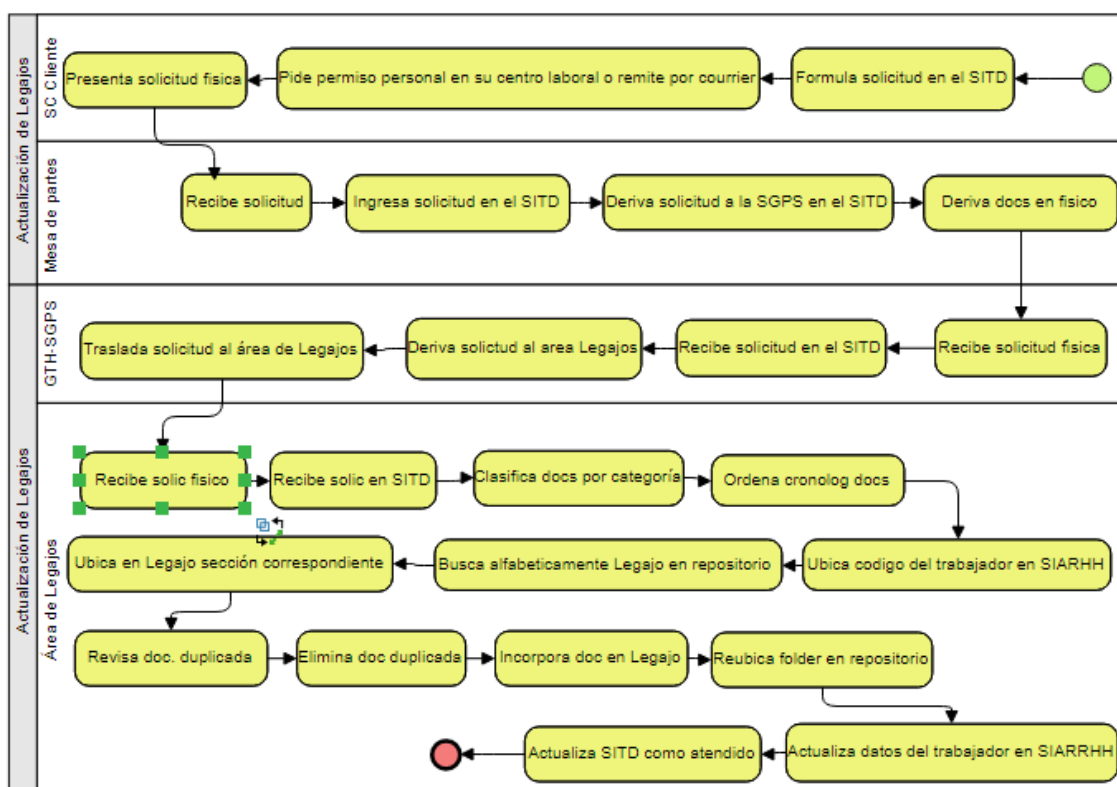 Actualización de Legajos
SC Cliente
Presenta solicitud fisica
Pide permiso personal en su centro laboral o remite por courrier
Formula solicitud en el SITD
Mesa de partes
Recibe solicitud
Ingresa solicitud en el SITD
Deriva solicitud a la SGPS en el SITD
Deriva docs en fisico
Actualización de Legajos
GTH-SGPS
Traslada solicitud al área de Legajos
Deriva solictud al area Legajos
Recibe solicitud en el SITD
Recibe solicitud fisica
Área de Legajos
Recibe solic fisico
Recibe solic en SITD
Clasifica docs por categoría
Ordena cronolog docs
Ubica en Legajo sección correspondiente
Busca alfabeticamente Legajo en repositorio
Ubica codigo del trabajador en SIARHH
Revisa doc. duplicada
Elimina doc duplicada
Incorpora doc en Legajo
Reubica folder en repositorio
Actualiza SITD como atendido
Actualiza datos del trabajador en SIARRHH